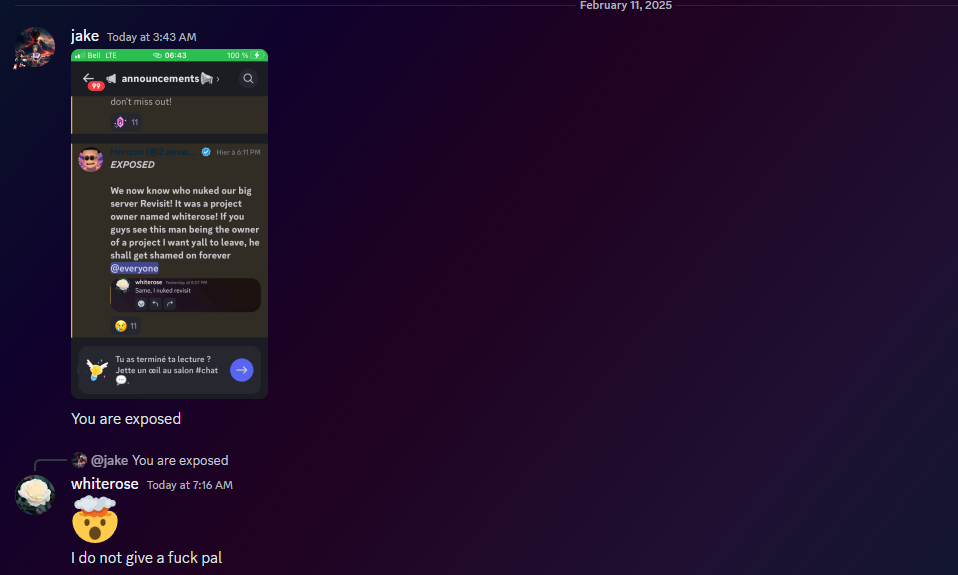 February 11, 2025
jake Today at 3:43 AM
Bell LTE 06:43 100 %
99 announcements
don't miss out!
11
Hier à 6:11 PM
EXPOSED
We now know who nuked our big
server Revisit! It was a project
owner named whiterose! If you
guys see this man being the owner
of a project I want yall to leave, he
shall get shamed on forever
@everyone
whiterose Yesterday at 6:07 PM
Same, I nuked revisit
11
Tu as terminé ta lecture ?
Jette un œil au salon #chat
.
You are exposed
@jake You are exposed
whiterose Today at 7:16 AM
I do not give a fuck pal